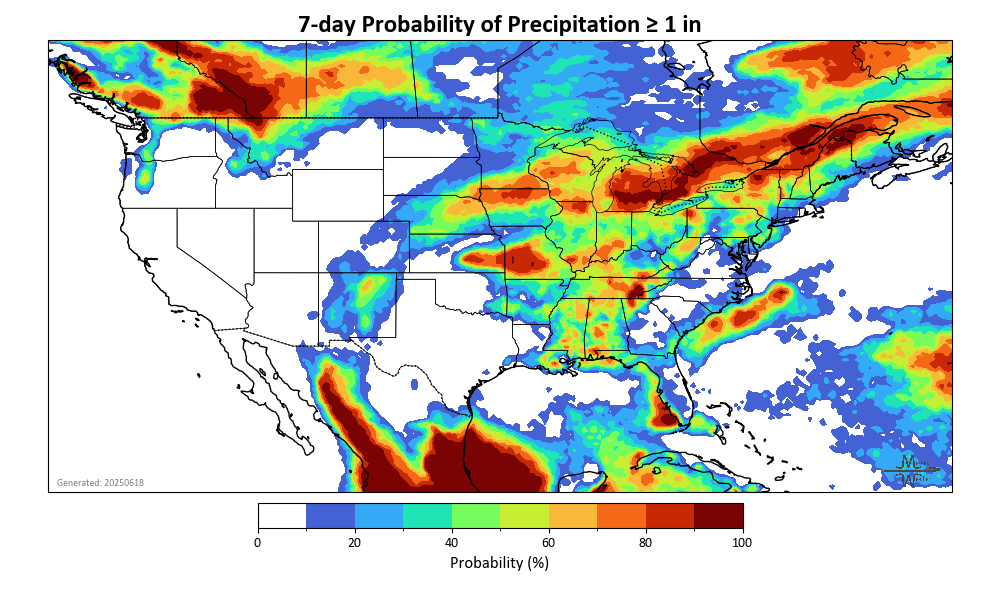 7-day Probability of Precipitation ≥ 1 in
Generated: 20250618
0 20 40 60 80 100
Probability (%)